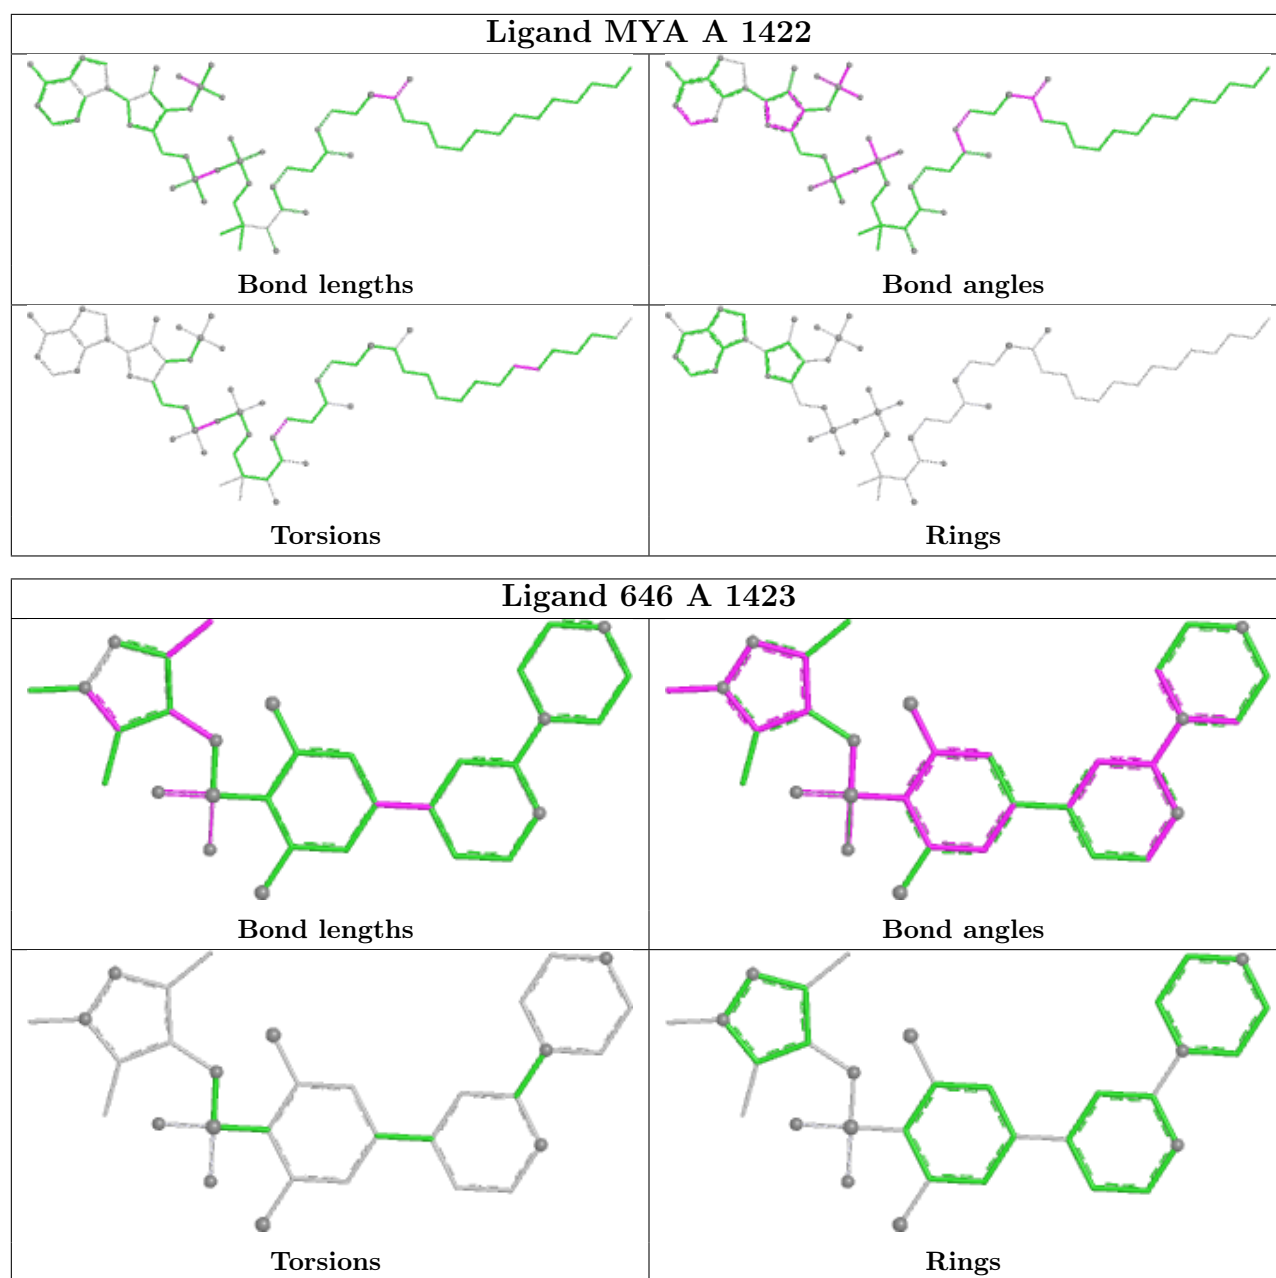 Ligand MYA A 1422
Bond lengths
Bond angles
Torsions
Rings
Ligand 646 A 1423
Bond lengths
Bond angles
Torsions
Rings